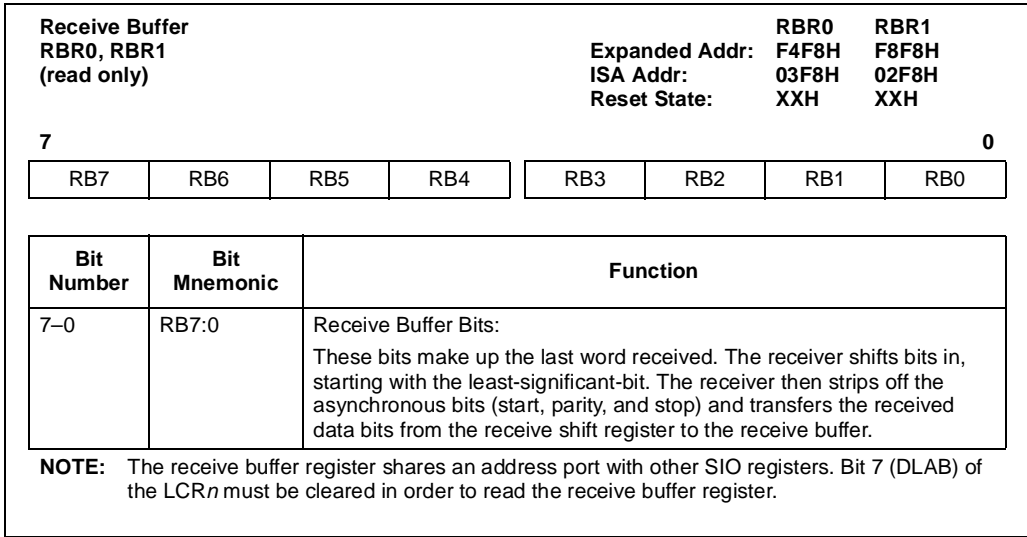 Receive Buffer RBR0 RBR1
RBR0, RBR1 Expanded Addr: F4F8H F8F8H
(read only) ISA Addr: 03F8H 02F8H
Reset State: XXH XXH
7 0
RB7 RB6 RB5 RB4 RB3 RB2 RB1 RB0
Bit Number Bit Mnemonic Function
7–0 RB7:0 Receive Buffer Bits:
These bits make up the last word received. The receiver shifts bits in,
starting with the least-significant-bit. The receiver then strips off the
asynchronous bits (start, parity, and stop) and transfers the received
data bits from the receive shift register to the receive buffer.
NOTE: The receive buffer register shares an address port with other SIO registers. Bit 7 (DLAB) of
the LCRn must be cleared in order to read the receive buffer register.